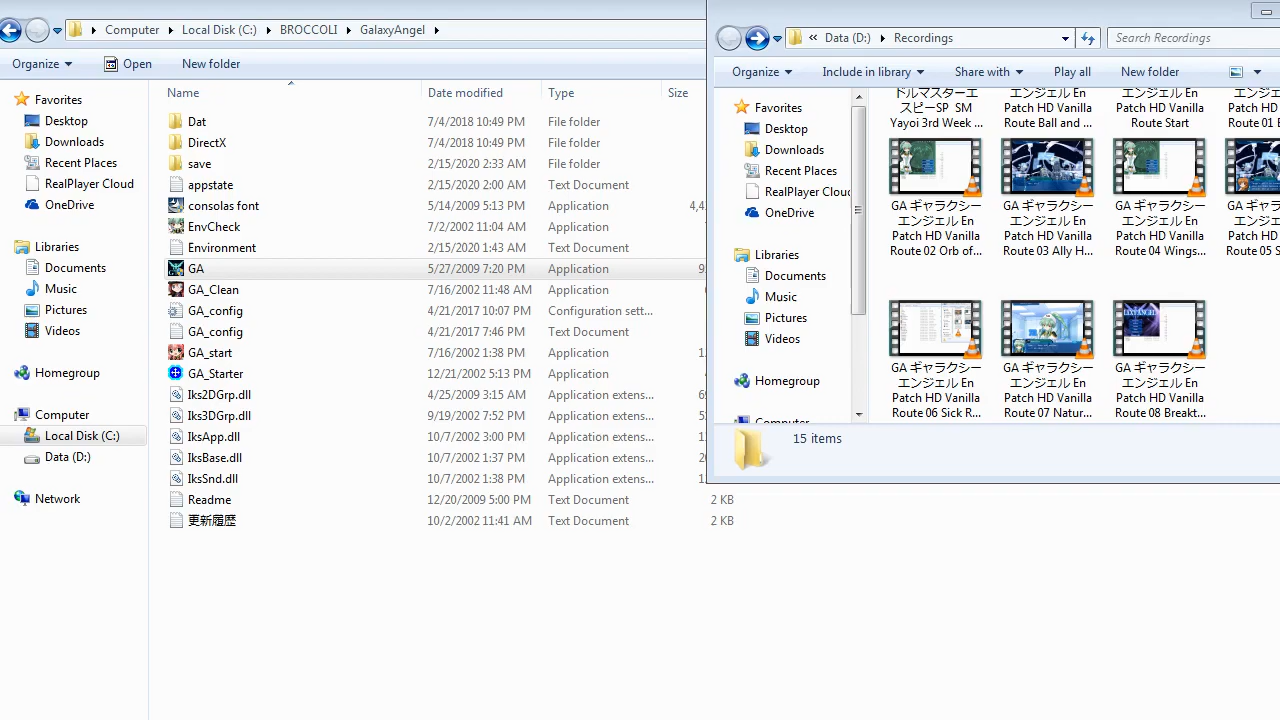 Computer
Local Disk (C:)
BROCCOLI
GalaxyAngel
Organize
Open
New folder
Name
Date modified
Type
Size
Favorites
Desktop
Downloads
Recent Places
RealPlayer Cloud
OneDrive
Libraries
Documents
Music
Pictures
Videos
Homegroup
Computer
Local Disk (C:)
Data (D:)
Network
Dat 7/4/2018 10:49 PM File folder
DirectX 7/4/2018 10:49 PM File folder
save 2/15/2020 2:33 AM File folder
appstate 2/15/2020 2:00 AM Text Document
consolas font 5/14/2009 5:13 PM Application 4,4
EnvCheck 7/2/2002 11:04 AM Application
Environment 2/15/2020 1:43 AM Text Document
GA 5/27/2009 7:20 PM Application 9
GA_Clean 7/16/2002 11:48 AM Application
GA_config 4/21/2017 10:07 PM Configuration sett...
GA_config 4/21/2017 7:46 PM Text Document
GA_start 7/16/2002 1:38 PM Application 1
GA_Starter 12/21/2002 5:13 PM Application
Iks2DGrp.dll 4/25/2009 3:15 AM Application extens... 6
Iks3DGrp.dll 9/19/2002 7:52 PM Application extens... 5
IksApp.dll 10/7/2002 3:00 PM Application extens...
IksBase.dll 10/7/2002 1:37 PM Application extens... 2
IksSnd.dll 10/7/2002 1:38 PM Application extens... 1
Readme 12/20/2009 5:00 PM Text Document 2 KB
更新履歴 10/2/2002 11:41 AM Text Document 2 KB
« Data (D:)
Recordings
Search Recordings
Organize
Include in library
Share with
Play all
New folder
Favorites
Desktop
Downloads
Recent Places
RealPlayer Clou
OneDrive
Libraries
Documents
Music
Pictures
Videos
Homegroup
Computer
ドルマスターエ
スピーSP SM
Yayoi 3rd Week ...
エンジェル En
Patch HD Vanilla
Route Ball and ...
エンジェル En
Patch HD Vanilla
Route Start
エンジェ
Patch HD
Route 01
GA ギャラクシー
エンジェル En
Patch HD Vanilla
Route 02 Orb of...
GA ギャラクシー
エンジェル En
Patch HD Vanilla
Route 03 Ally H...
GA ギャラクシー
エンジェル En
Patch HD Vanilla
Route 04 Wings...
GA ギャラ
エンジェ
Patch HD
Route 05 S
GA ギャラクシー
エンジェル En
Patch HD Vanilla
Route 06 Sick R...
GA ギャラクシー
エンジェル En
Patch HD Vanilla
Route 07 Natur...
GA ギャラクシー
エンジェル En
Patch HD Vanilla
Route 08 Brekt...
15 items